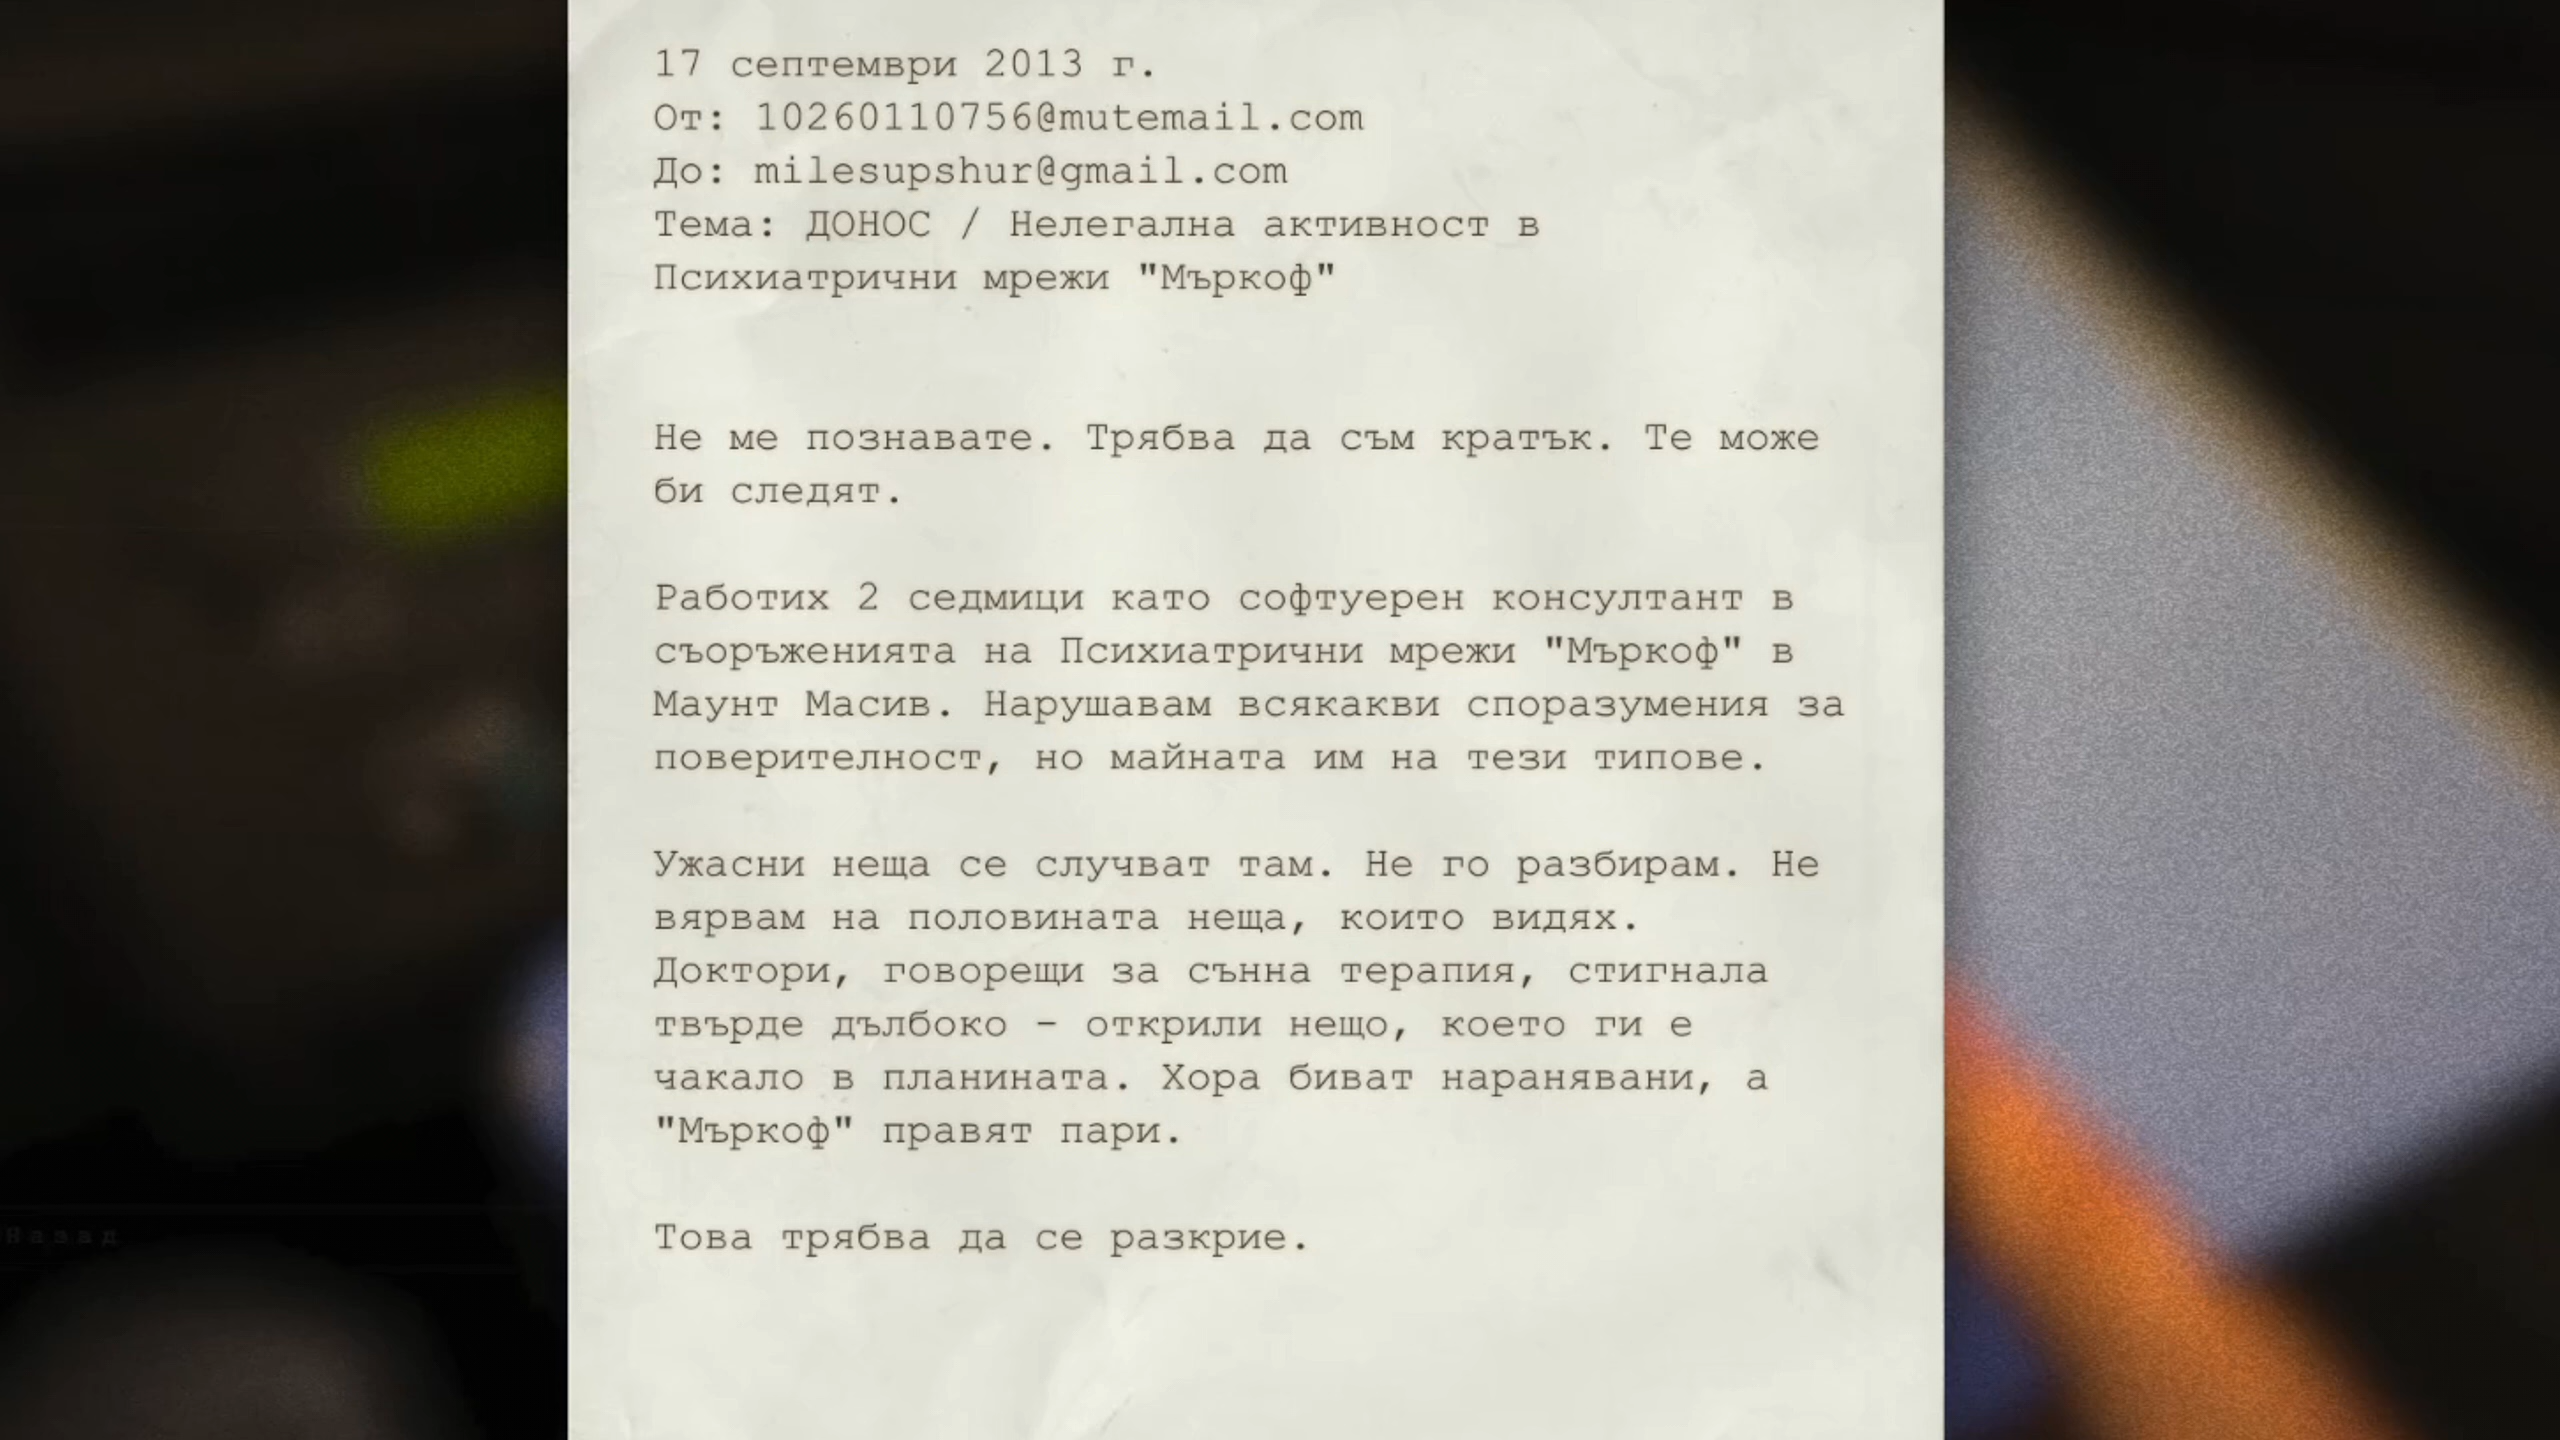 17 септември 2013 г.
От: 10260110756@mutemail.com
До: milesupshur@gmail.com
Тема: ДОНОС / Нелегална активност в
Психиатрични мрежи "Мъркоф"
Не ме познавате. Трябва да съм кратък. Те може
би следят.
Работих 2 седмици като софтуерен консултант в
съоръженията на Психиатрични мрежи "Мъркоф" в
Маунт Масив. Нарушавам всякакви споразумения за
поверителност, но майната им на тези типове.
Ужасни неща се случват там. Не го разбирам. Не
вярвам на половината неща, които видях.
Доктори, говорещи за сънна терапия, стигнала
твърде дълбоко - открили нещо, което ги е
чакало в планината. Хора биват наранявани, а
"Мъркоф" правят пари.
Това трябва да се разкрие.
Назад